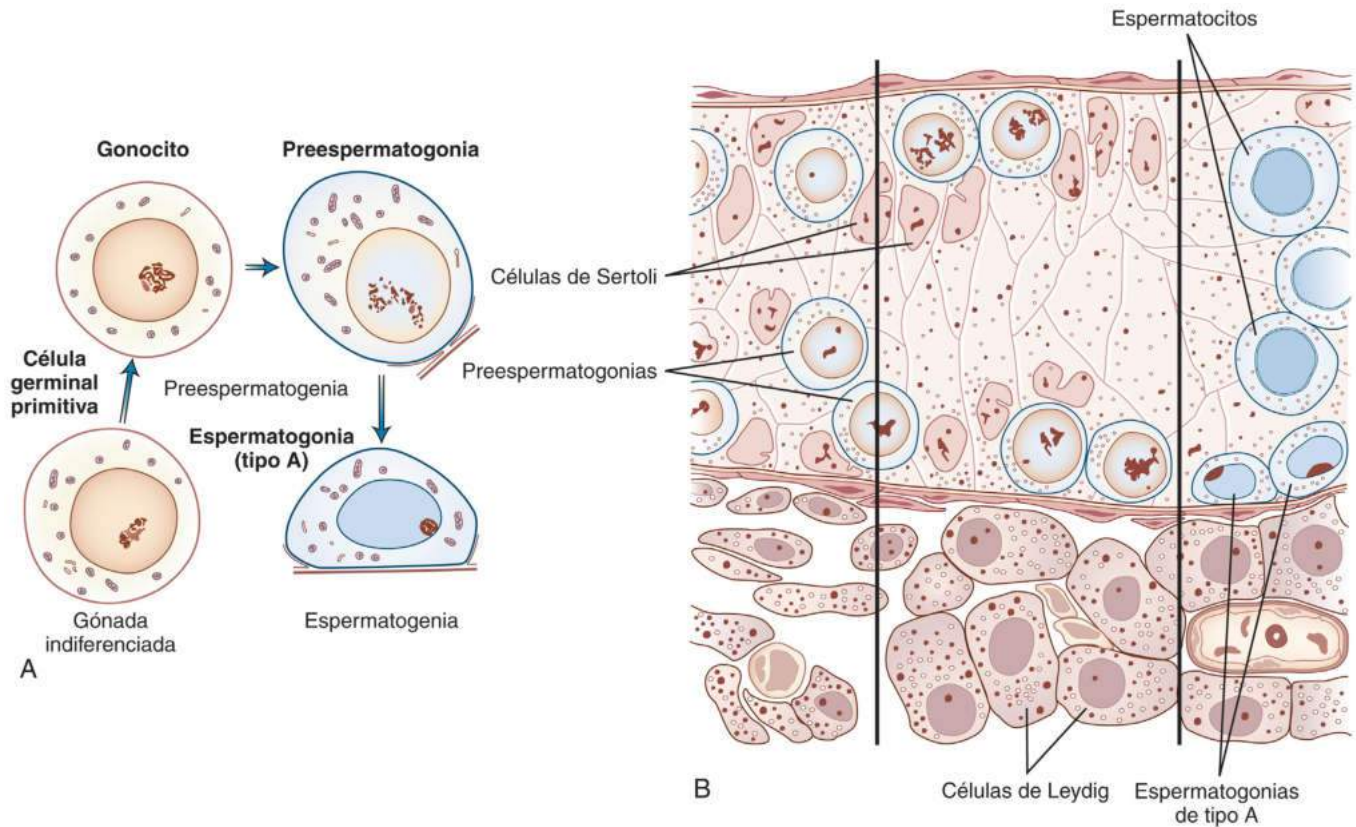 Gonocito
Preespermatogonia
Célula
germinal
primitiva
Preespermatogenia
Espermatogonia
(tipo A)
Gónada
indiferenciada
Espermatogenia
A
Espermatocitos
Células de Sertoli
Preespermatogonias
B
Células de Leydig
Espermatogonias
de tipo A